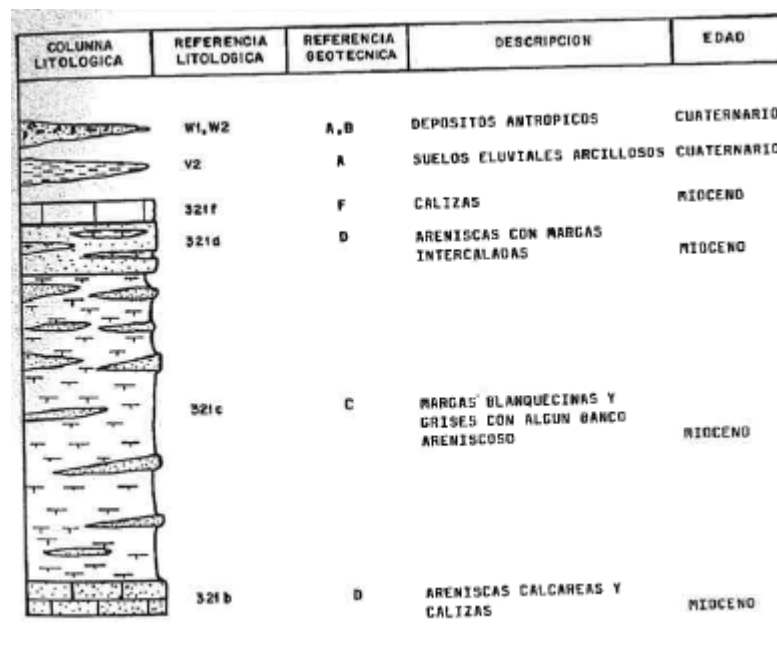 COLUMNA LITOLOGICA
REFERENCIA LITOLOGICA
REFERENCIA GEOTECNICA
DESCRIPCION
EDAD
W1,W2 A,B DEPOSITOS ANTROPICOS CUATERNARIO
V2 A SUELOS ELUVIALES ARCILLOSOS CUATERNARIO
321f F CALIZAS MIOCENO
321d D ARENISCAS CON MARGAS
INTERCALADAS MIOCENO
321c C MARGAS BLANQUECINAS Y
GRISES CON ALGUN BANCO
ARENISCOSO MIOCENO
321b D ARENISCAS CALCAREAS Y
CALIZAS MIOCENO